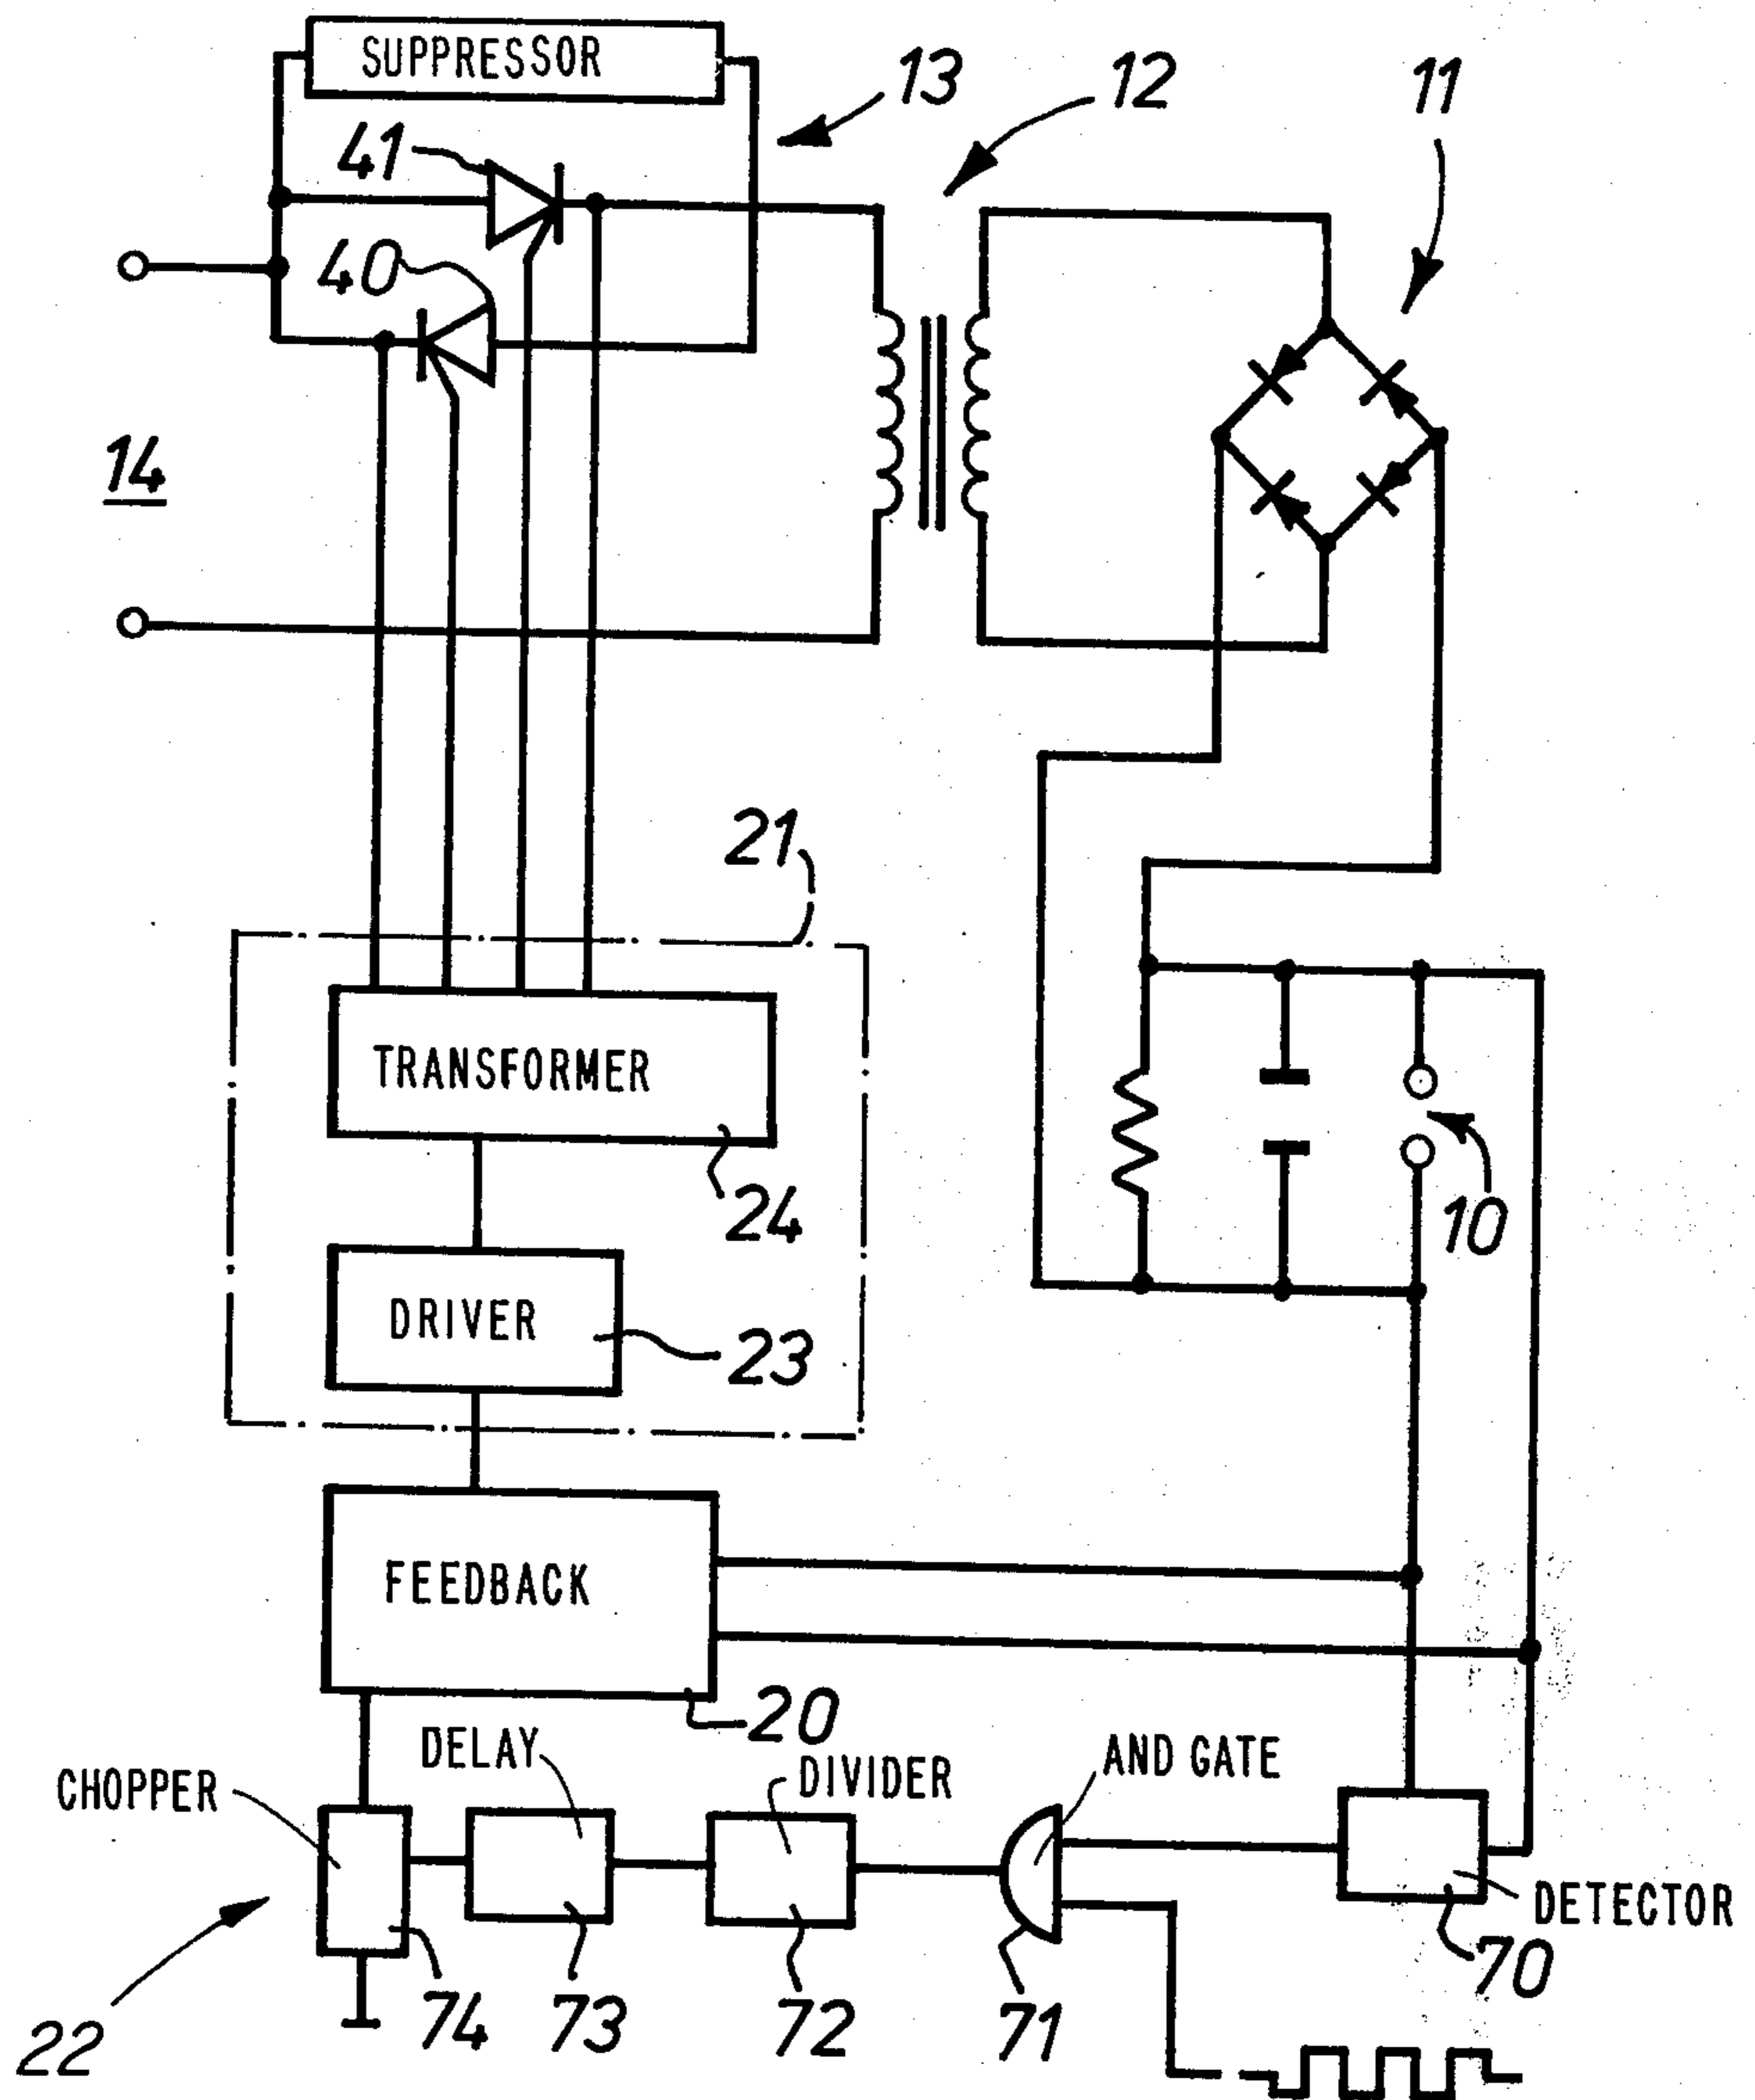 SUPPRESSOR
13
12
11
41
40
14
21
TRANSFORMER
24
10
DRIVER
23
FEEDBACK
20
DELAY
DIVIDER
AND GATE
CHOPPER
DETECTOR
70
74
73
72
71
22